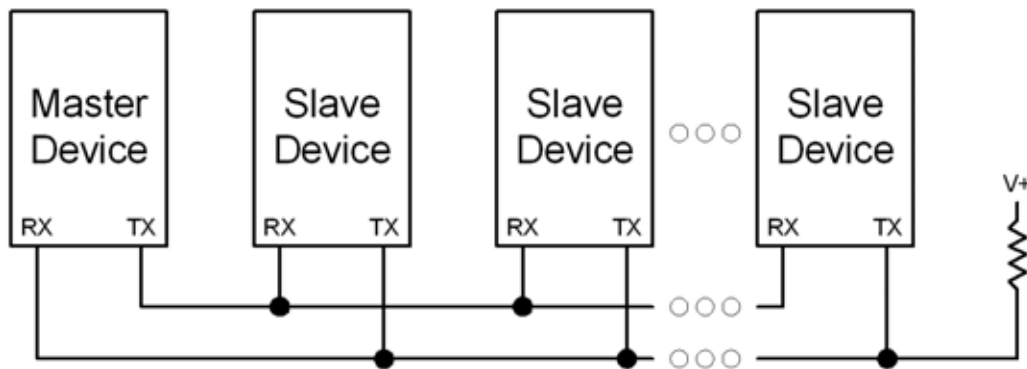 Master
Device
Slave
Device
Slave
Device
Slave
Device
V+
RX TX
RX TX
RX TX
RX TX